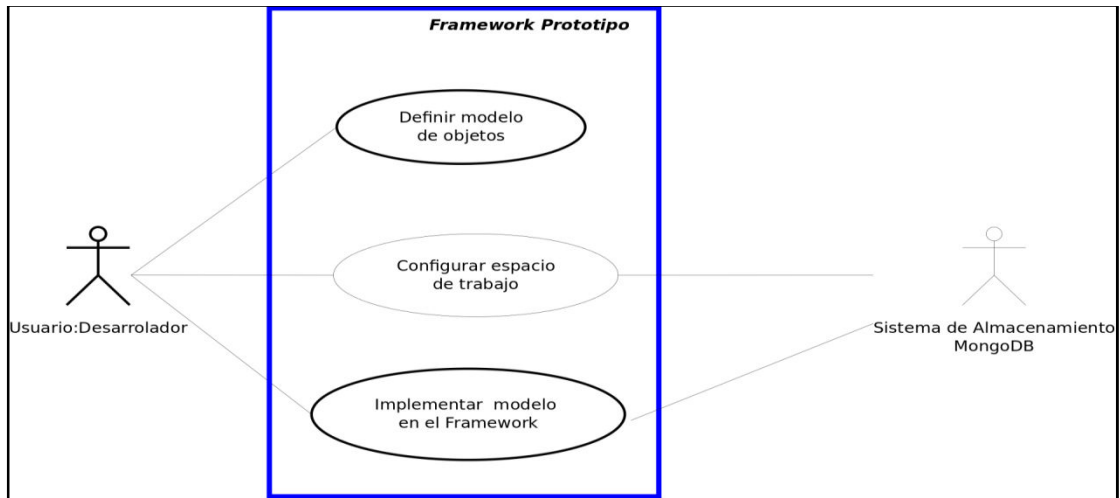 Framework Prototipo
Definir modelo
de objetos
Configurar espacio
de trabajo
Usuario:Desarrolador
Sistema de Almacenamiento
MongoDB
Implementar modelo
en el Framework